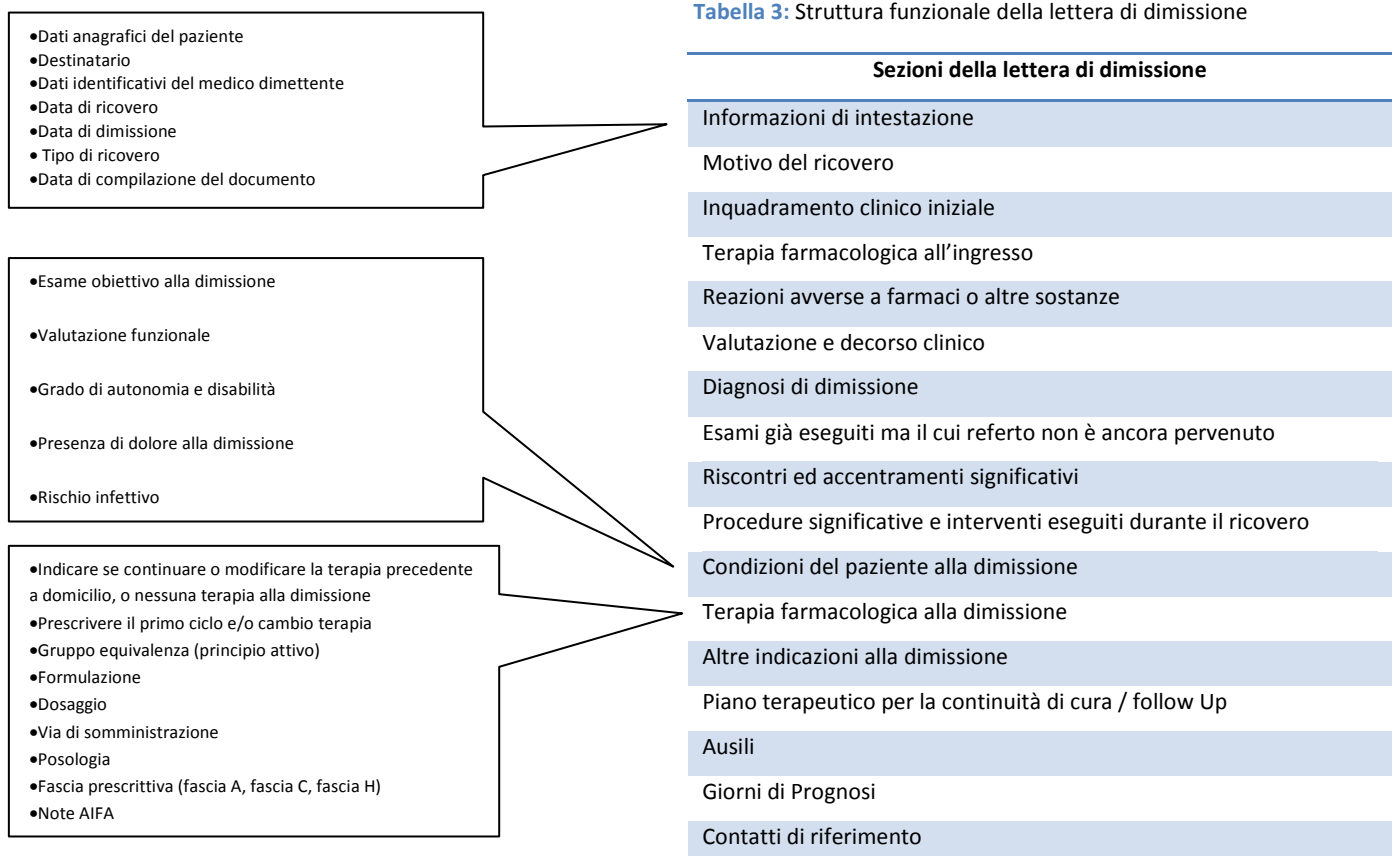 •Dati anagrafici del paziente
•Destinatario
•Dati identificativi del medico dimettente
•Data di ricovero
•Data di dimissione
• Tipo di ricovero
•Data di compilazione del documento
•Esame obiettivo alla dimissione
•Valutazione funzionale
•Grado di autonomia e disabilità
•Presenza di dolore alla dimissione
•Rischio infettivo
•Indicare se continuare o modificare la terapia precedente
a domicilio, o nessuna terapia alla dimissione
•Prescrivere il primo ciclo e/o cambio terapia
•Gruppo equivalenza (principio attivo)
•Formulazione
•Dosaggio
•Via di somministrazione
•Posologia
•Fascia prescrittiva (fascia A, fascia C, fascia H)
•Note AIFA
Tabella 3: Struttura funzionale della lettera di dimissione
Sezioni della lettera di dimissione
Informazioni di intestazione
Motivo del ricovero
Inquadramento clinico iniziale
Terapia farmacologica all’ingresso
Reazioni avverse a farmaci o altre sostanze
Valutazione e decorso clinico
Diagnosi di dimissione
Esami già eseguiti ma il cui referto non è ancora pervenuto
Riscontri ed accentramenti significativi
Procedure significative e interventi eseguiti durante il ricovero
Condizioni del paziente alla dimissione
Terapia farmacologica alla dimissione
Altre indicazioni alla dimissione
Piano terapeutico per la continuità di cura / follow Up
Ausili
Giorni di Prognosi
Contatti di riferimento